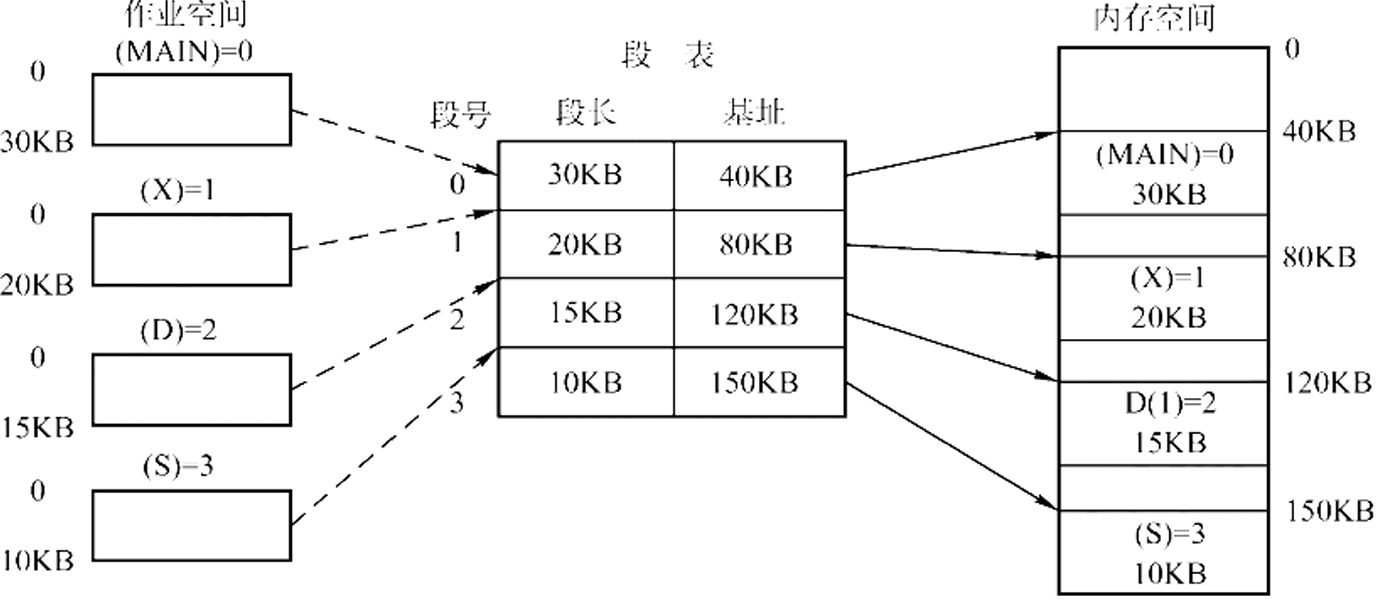 作业空间
(MAIN)=0
0
30KB
(X)=1
0
20KB
(D)=2
0
15KB
(S)=3
0
10KB
段 表
段号 段长 基址
0 30KB 40KB
1 20KB 80KB
2 15KB 120KB
3 10KB 150KB
内存空间
0
40KB
(MAIN)=0
30KB
80KB
(X)=1
20KB
120KB
D(1)=2
15KB
150KB
(S)=3
10KB